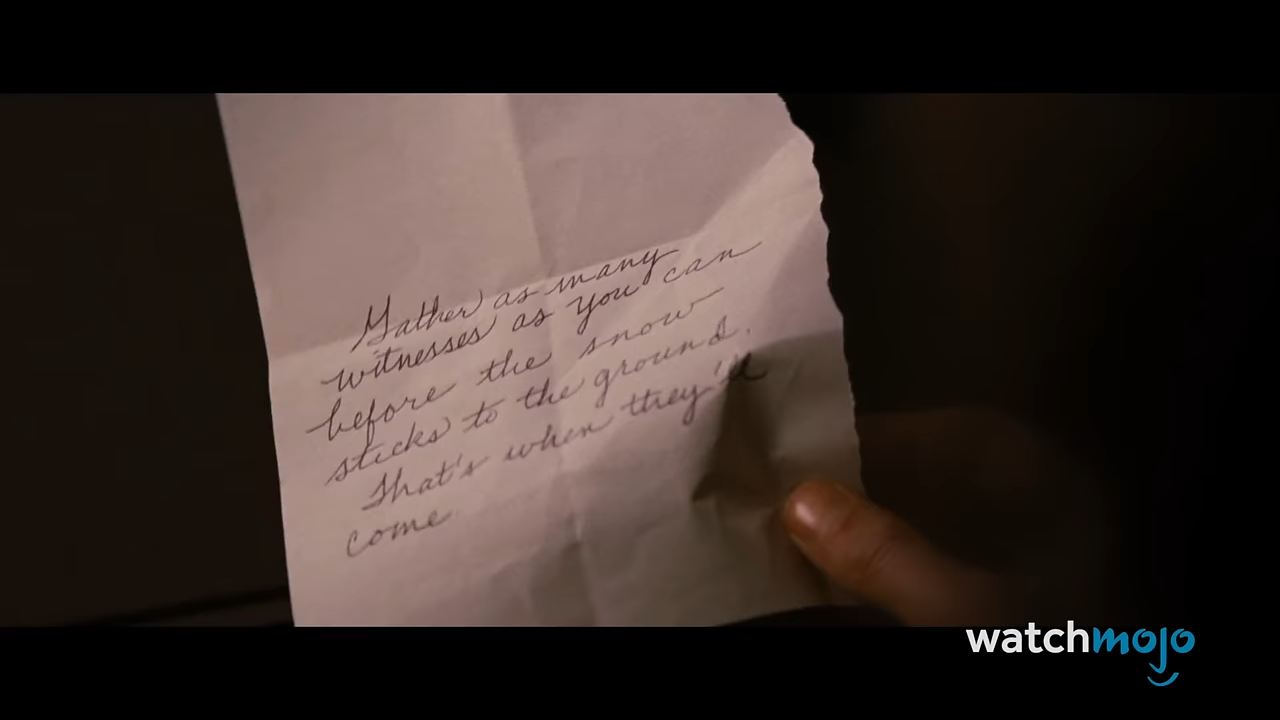 Gather as many
witnesses as you can
before the snow
sticks to the ground.
That's when they'll
come
watchmojo